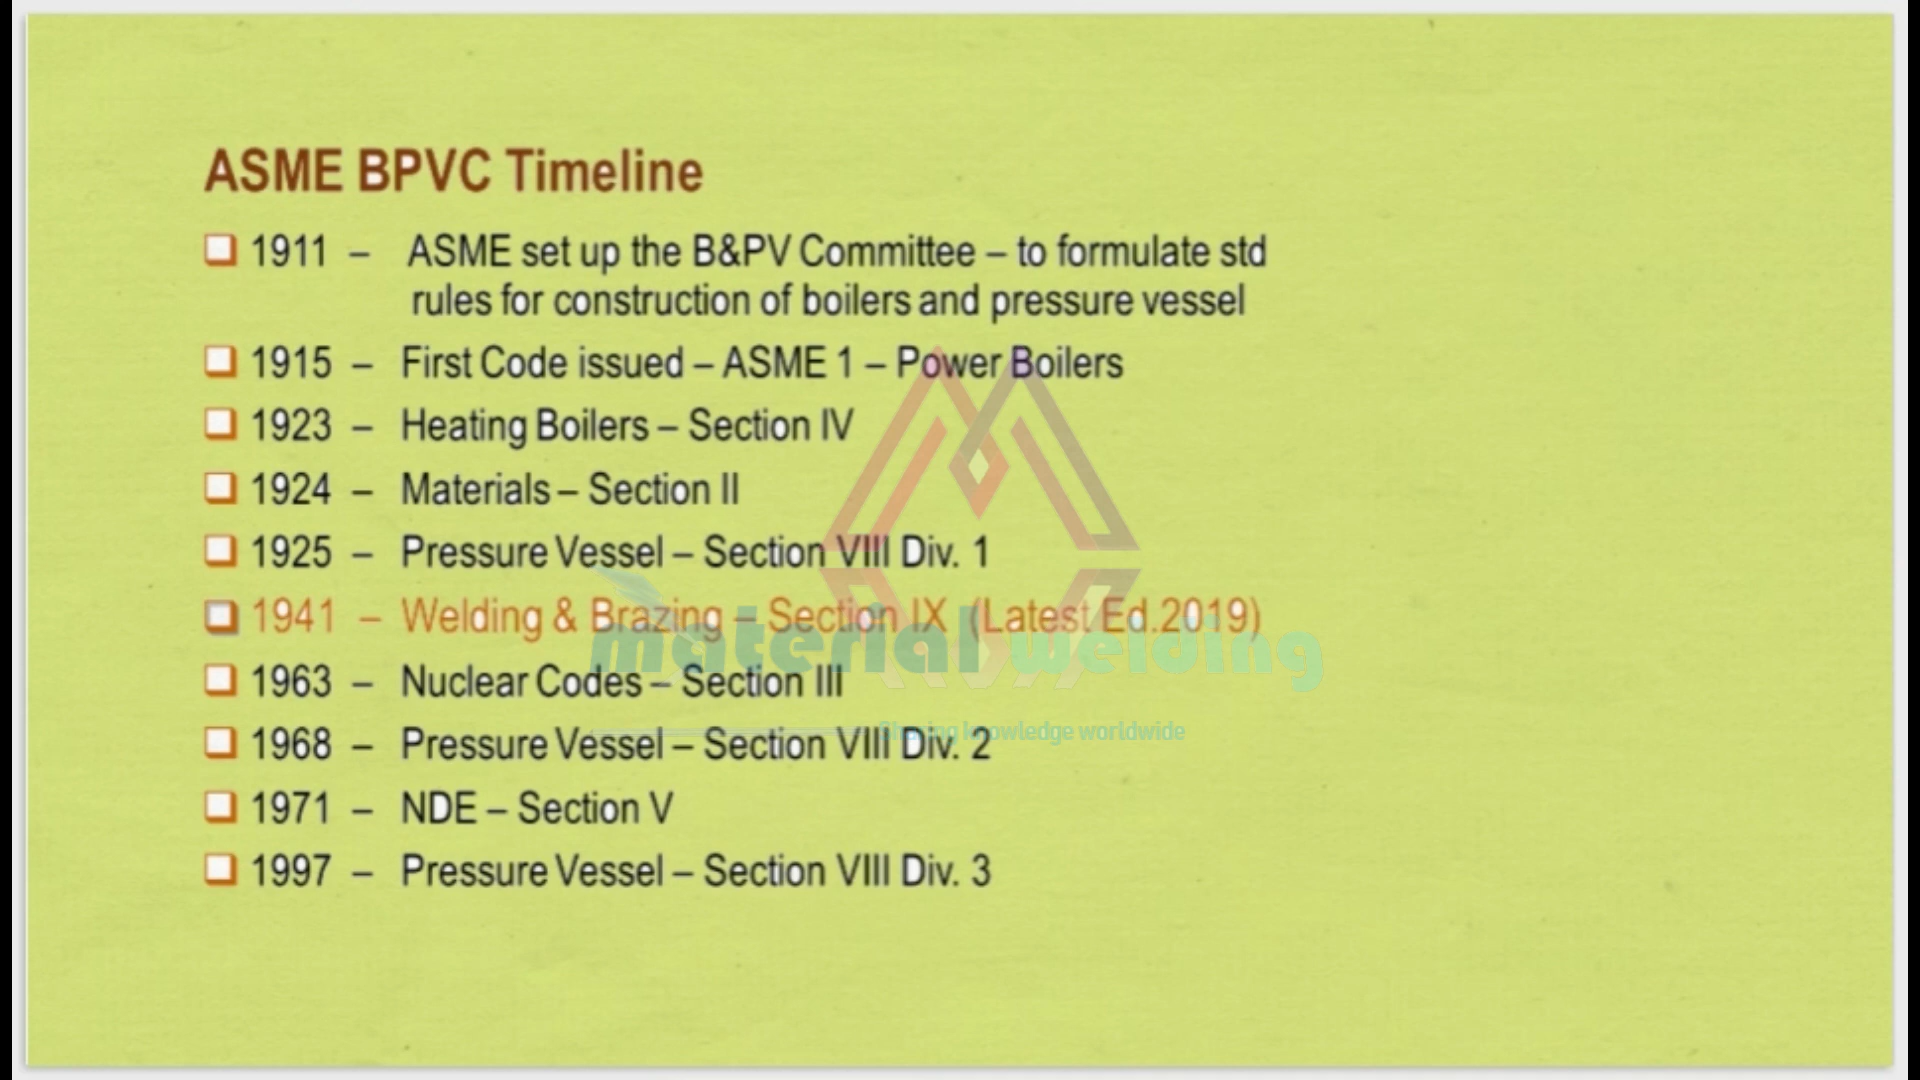 ASME BPVC Timeline
1911 – ASME set up the B&PV Committee – to formulate std
rules for construction of boilers and pressure vessel
1915 – First Code issued – ASME 1 – Power Boilers
1923 – Heating Boilers – Section IV
1924 – Materials – Section II
1925 – Pressure Vessel – Section VIII Div. 1
1941 – Welding & Brazing – Section IX (Latest Ed.2019)
material welding
1963 – Nuclear Codes – Section III
Sharing knowledge worldwide
1968 – Pressure Vessel – Section VIII Div. 2
1971 – NDE – Section V
1997 – Pressure Vessel – Section VIII Div. 3